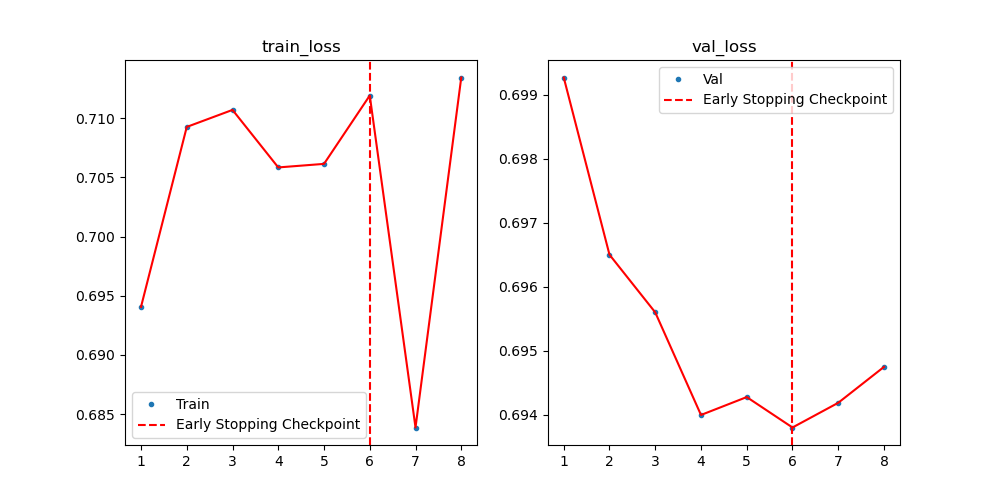 train_loss
0.710
0.705
0.700
0.695
0.690
0.685
Train
Early Stopping Checkpoint
1 2 3 4 5 6 7 8
val_loss
0.699
0.698
0.697
0.696
0.695
0.694
Val
Early Stopping Checkpoint
1 2 3 4 5 6 7 8